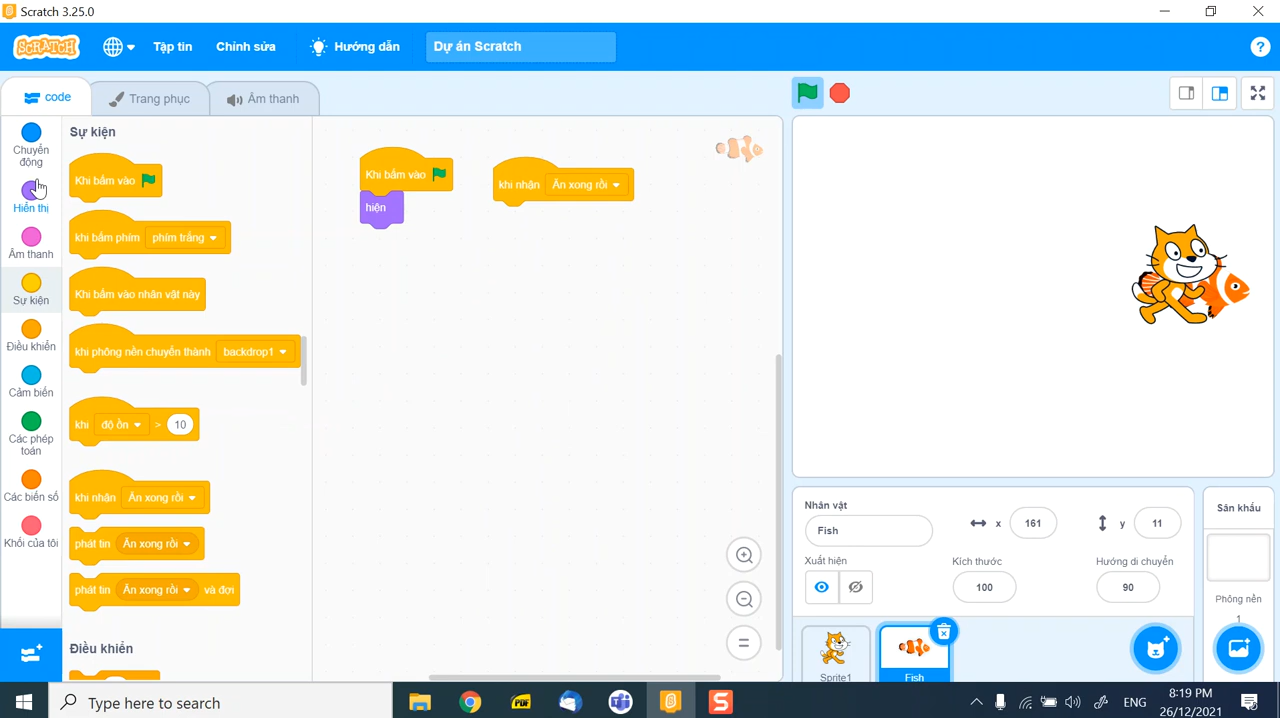 Scratch 3.25.0
SCRATCH
Tập tin
Chỉnh sửa
Hướng dẫn
Dự án Scratch
?
code
Trang phục
Âm thanh
Chuyển động
Hiển thị
Âm thanh
Sự kiện
Điều khiển
Cảm biến
Các phép toán
Các biến số
Khối của tôi
Sự kiện
Khi bấm vào
khi bấm phím phím trắng
Khi bấm vào nhân vật này
khi phông nền chuyển thành backdrop1
khi độ ồn > 10
khi nhận Ăn xong rồi
phát tin Ăn xong rồi
phát tin Ăn xong rồi và đợi
Điều khiển
Khi bấm vào
hiện
khi nhận Ăn xong rồi
Nhân vật
Fish
x 161
y 11
Xuất hiện
Kích thước
100
Hướng di chuyển
90
Sprite1
Fish
Sân khấu
Phông nền
1
Type here to search
PDF
ENG
8:19 PM
26/12/2021